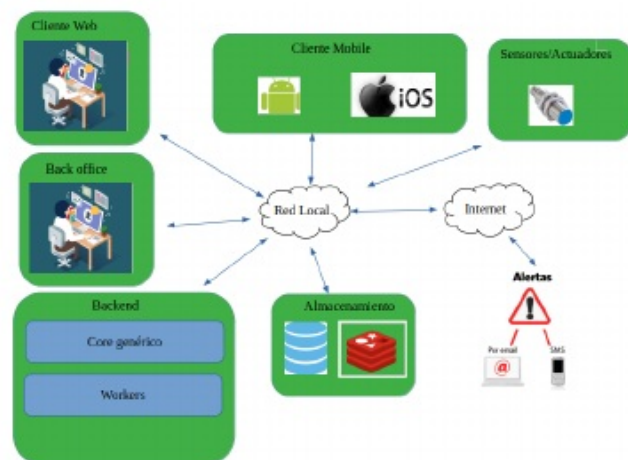 Cliente Web
Cliente Mobile
iOS
Sensores/Actuadores
Back office
Red Local
Internet
Backend
Core genérico
Workers
Almacenamiento
Alertas
Por email
SMS
@